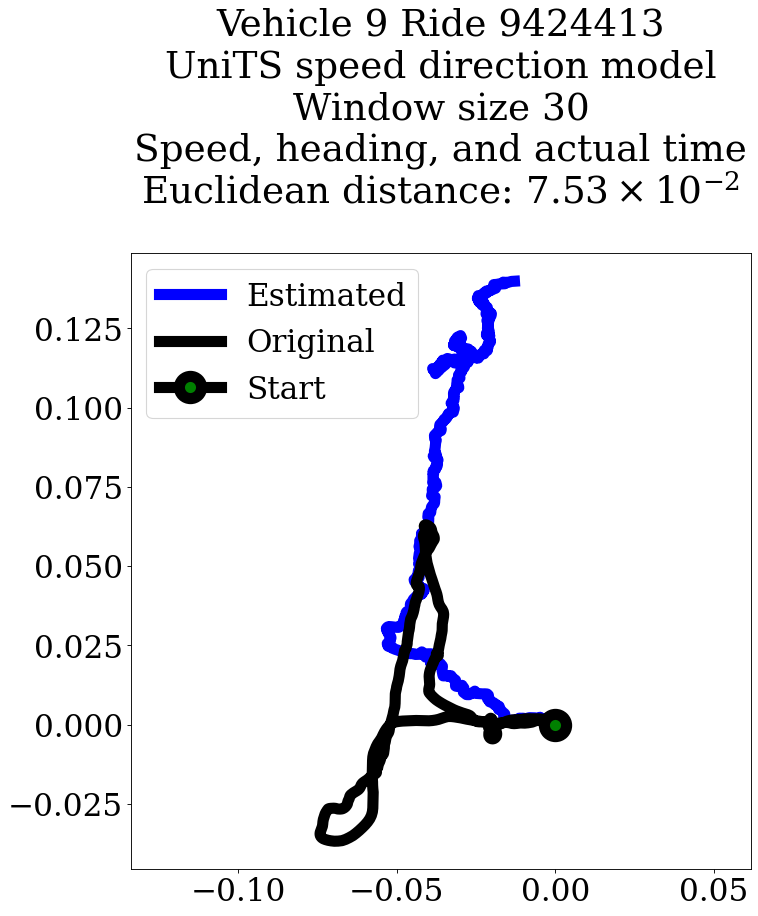 Vehicle 9 Ride 9424413
UniTS speed direction model
Window size 30
Speed, heading, and actual time
Euclidean distance: 7.53 × 10⁻²
Estimated
Original
Start
0.125
0.100
0.075
0.050
0.025
0.000
−0.025
−0.10 −0.05 0.00 0.05